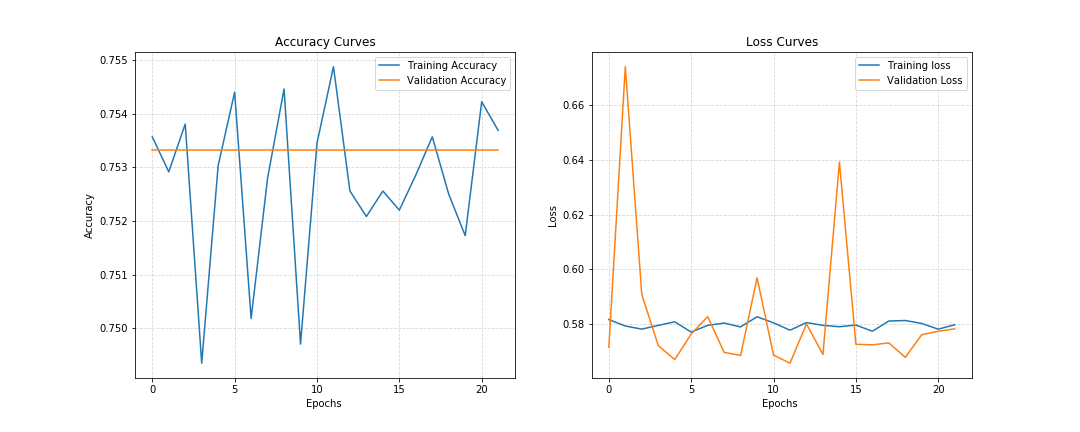 Accuracy Curves
Training Accuracy
Validation Accuracy
0.755
0.754
0.753
0.752
0.751
0.750
Accuracy
0 5 10 15 20
Epochs
Loss Curves
Training loss
Validation Loss
0.66
0.64
0.62
0.60
0.58
Loss
0 5 10 15 20
Epochs